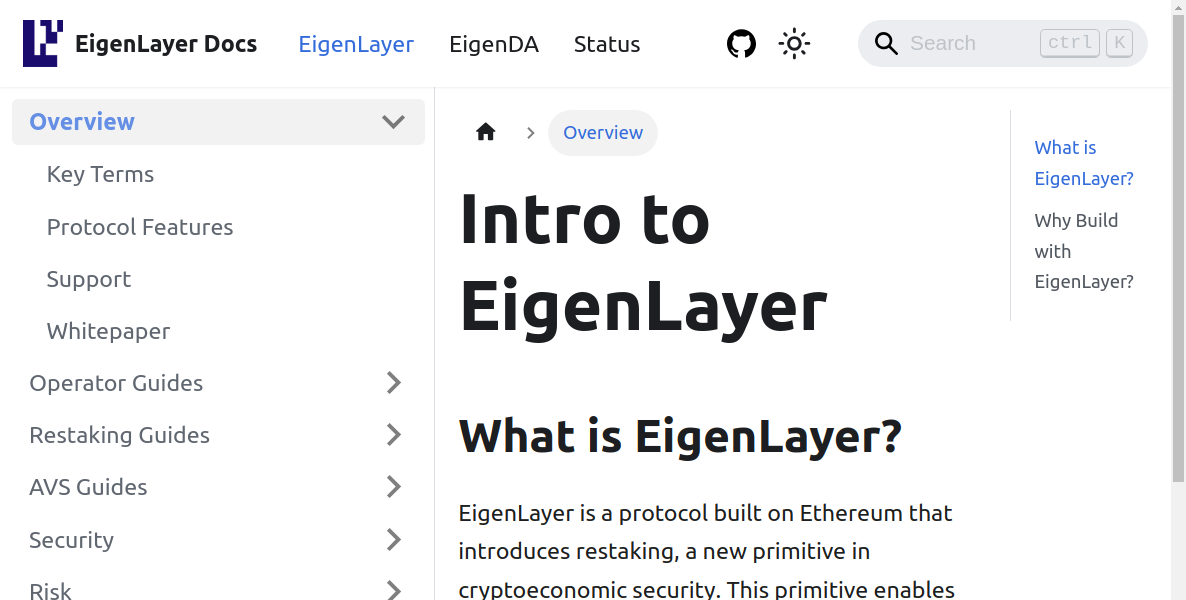 EigenLayer Docs
EigenLayer
EigenDA
Status
Search
ctrl
K
Overview
Key Terms
Protocol Features
Support
Whitepaper
Operator Guides
Restaking Guides
AVS Guides
Security
Risk
Overview
Intro to
EigenLayer
What is EigenLayer?
EigenLayer is a protocol built on Ethereum that
introduces restaking, a new primitive in
cryptoeconomic security. This primitive enables
What is
EigenLayer?
Why Build
with
EigenLayer?